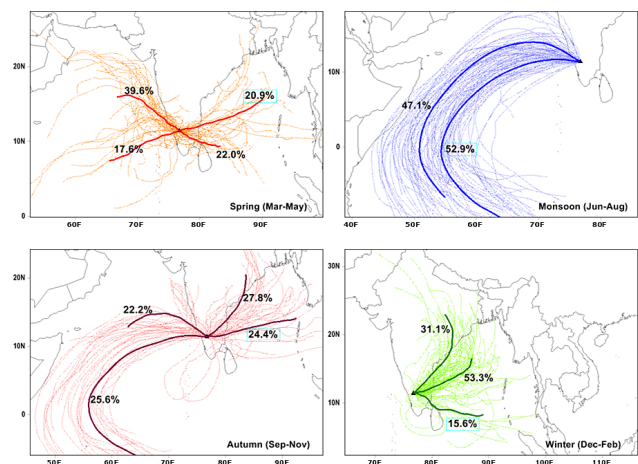 20N
39.6%
20.9%
10N
17.6%
22.0%
Spring (Mar-May)
0
60E
70E
80E
90E
10N
47.1%
0
52.9%
Monsoon (Jun-Aug)
50E
60E
70E
80E
20N
22.2%
27.8%
24.4%
10N
25.6%
0
Autumn (Sep-Nov)
50E
60E
70E
80E
90E
30N
31.1%
20N
53.3%
10N
15.6%
Winter (Dec-Feb)
70E
80E
90E
100E
110E